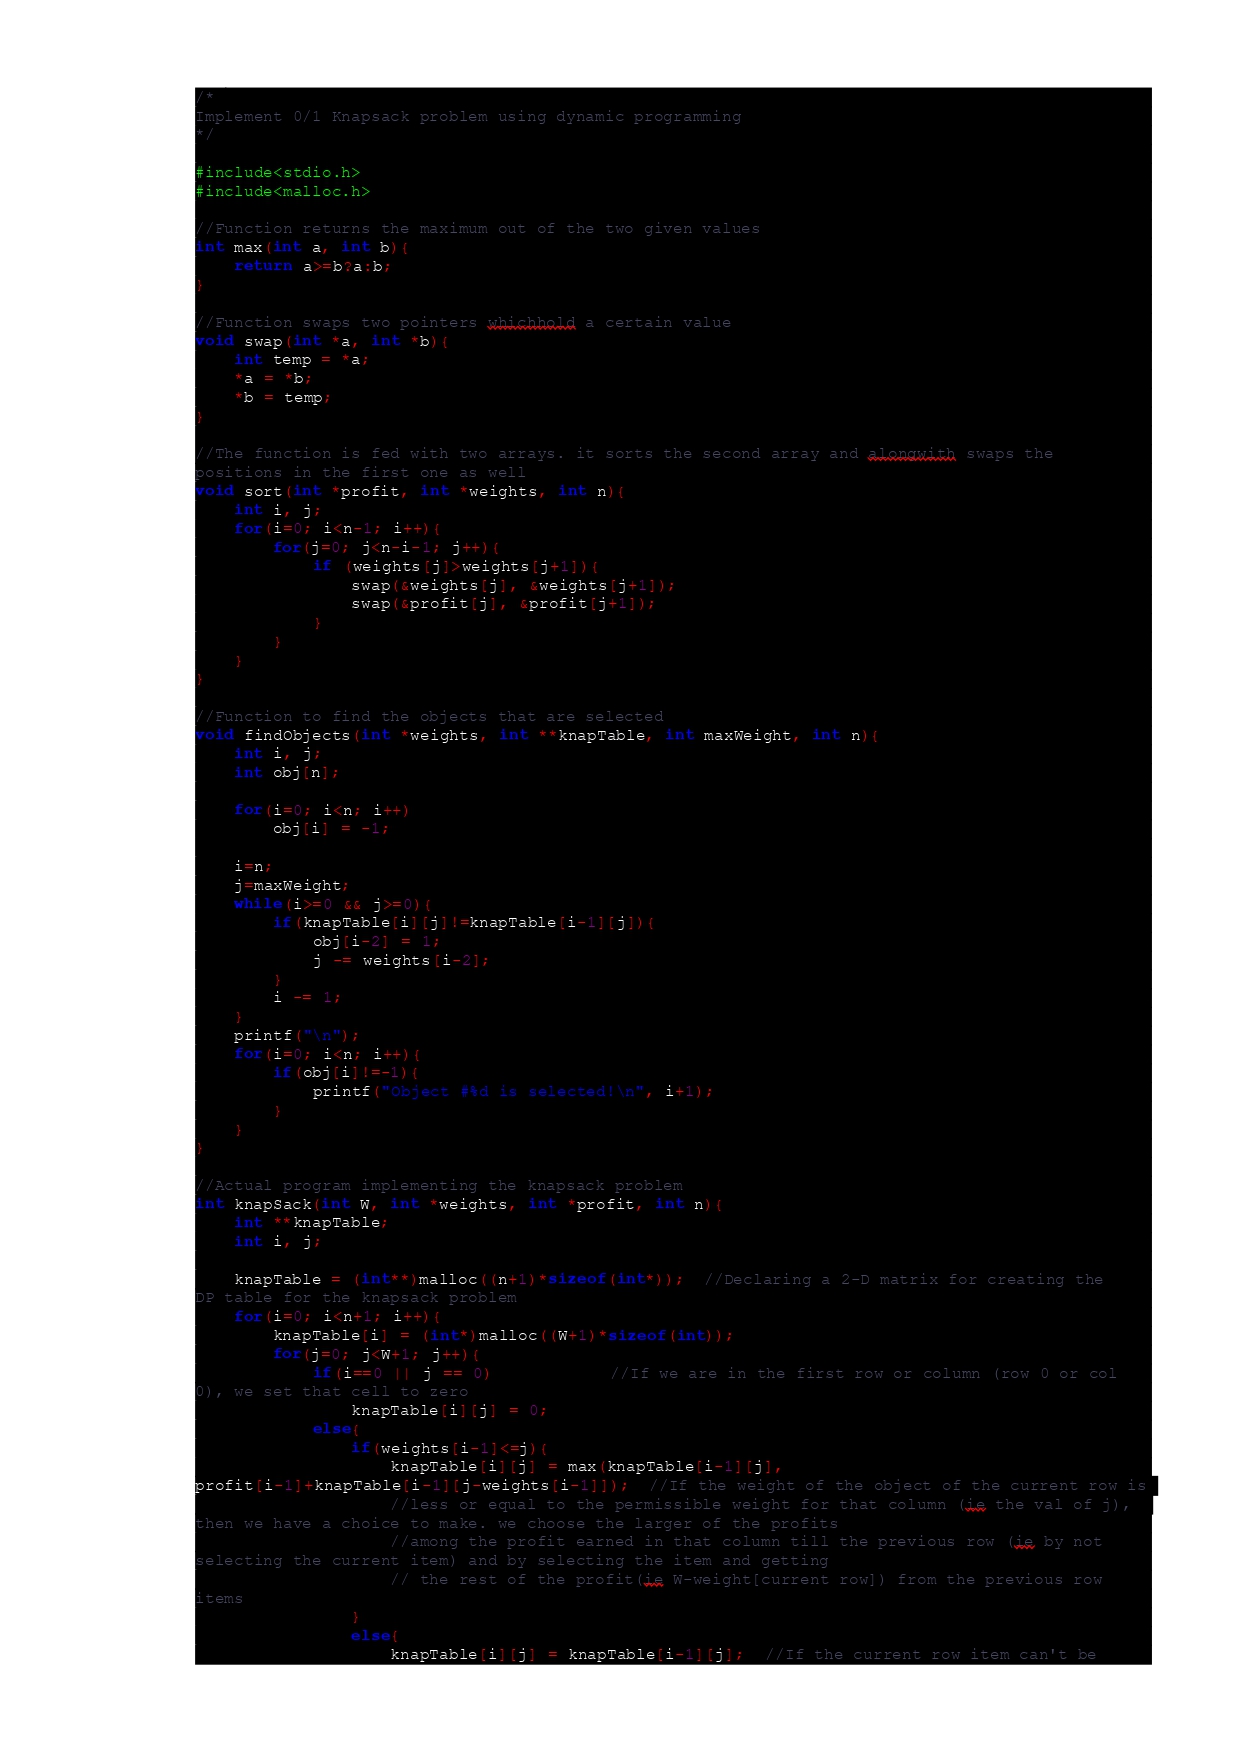 /*
Implement 0/1 Knapsack problem using dynamic programming
*/
#include<stdio.h>
#include<malloc.h>
//Function returns the maximum out of the two given values
int max(int a, int b){
    return a>=b?a:b;
}
//Function swaps two pointers whichhold a certain value
void swap(int *a, int *b){
    int temp = *a;
    *a = *b;
    *b = temp;
}
//The function is fed with two arrays. it sorts the second array and alongwith swaps the
positions in the first one as well
void sort(int *profit, int *weights, int n){
    int i, j;
    for(i=0; i<n-1; i++){
        for(j=0; j<n-i-1; j++){
            if (weights[j]>weights[j+1]){
                swap(&weights[j], &weights[j+1]);
                swap(&profit[j], &profit[j+1]);
            }
        }
    }
}
//Function to find the objects that are selected
void findObjects(int *weights, int **knapTable, int maxWeight, int n){
    int i, j;
    int obj[n];
    for(i=0; i<n; i++)
        obj[i] = -1;
    i=n;
    j=maxWeight;
    while(i>=0 && j>=0){
        if(knapTable[i][j]!=knapTable[i-1][j]){
            obj[i-2] = 1;
            j -= weights[i-2];
        }
        i -= 1;
    }
    printf("\n");
    for(i=0; i<n; i++){
        if(obj[i]!=-1){
            printf("Object #%d is selected!\n", i+1);
        }
    }
}
//Actual program implementing the knapsack problem
int knapSack(int W, int *weights, int *profit, int n){
    int **knapTable;
    int i, j;
    knapTable = (int**)malloc((n+1)*sizeof(int*));  //Declaring a 2-D matrix for creating the
DP table for the knapsack problem
    for(i=0; i<n+1; i++){
        knapTable[i] = (int*)malloc((W+1)*sizeof(int));
        for(j=0; j<W+1; j++){
            if(i==0 || j == 0)            //If we are in the first row or column (row 0 or col
0), we set that cell to zero
                knapTable[i][j] = 0;
            else{
                if(weights[i-1]<=j){
                    knapTable[i][j] = max(knapTable[i-1][j],
profit[i-1]+knapTable[i-1][j-weights[i-1]]);  //If the weight of the object of the current row is
                    //less or equal to the permissible weight for that column (ie the val of j),
then we have a choice to make. we choose the larger of the profits
                    //among the profit earned in that column till the previous row (ie by not
selecting the current item) and by selecting the item and getting
                    // the rest of the profit(ie W-weight[current row]) from the previous row
items
                }
                else{
                    knapTable[i][j] = knapTable[i-1][j];  //If the current row item can't be